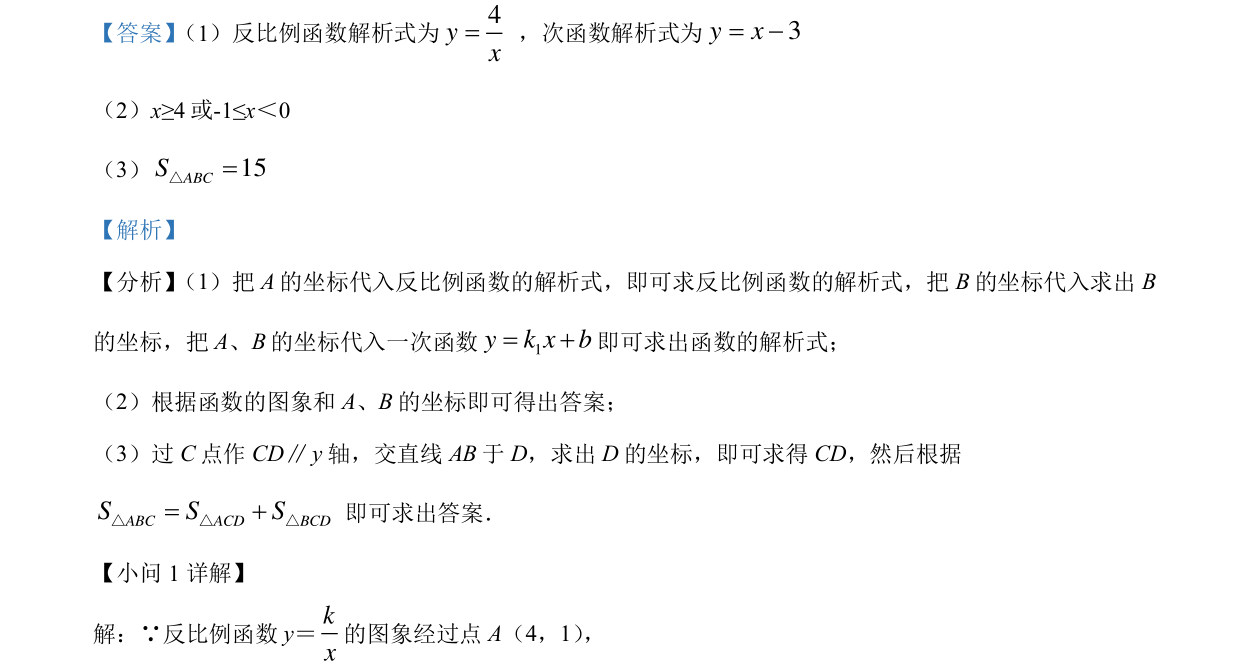 【答案】（1）反比例函数解析式为 y = 4/x ，次函数解析式为 y = x − 3
（2）x≥4 或-1≤x＜0
（3）S△ABC = 15
【解析】
【分析】（1）把 A 的坐标代入反比例函数的解析式，即可求反比例函数的解析式，把 B 的坐标代入求出 B
的坐标，把 A、B 的坐标代入一次函数 y = k₁x + b 即可求出函数的解析式；
（2）根据函数的图象和 A、B 的坐标即可得出答案；
（3）过 C 点作 CD∥y 轴，交直线 AB 于 D，求出 D 的坐标，即可求得 CD，然后根据
S△ABC = S△ACD + S△BCD 即可求出答案．
【小问 1 详解】
解：∵反比例函数 y＝k/x 的图象经过点 A（4，1），